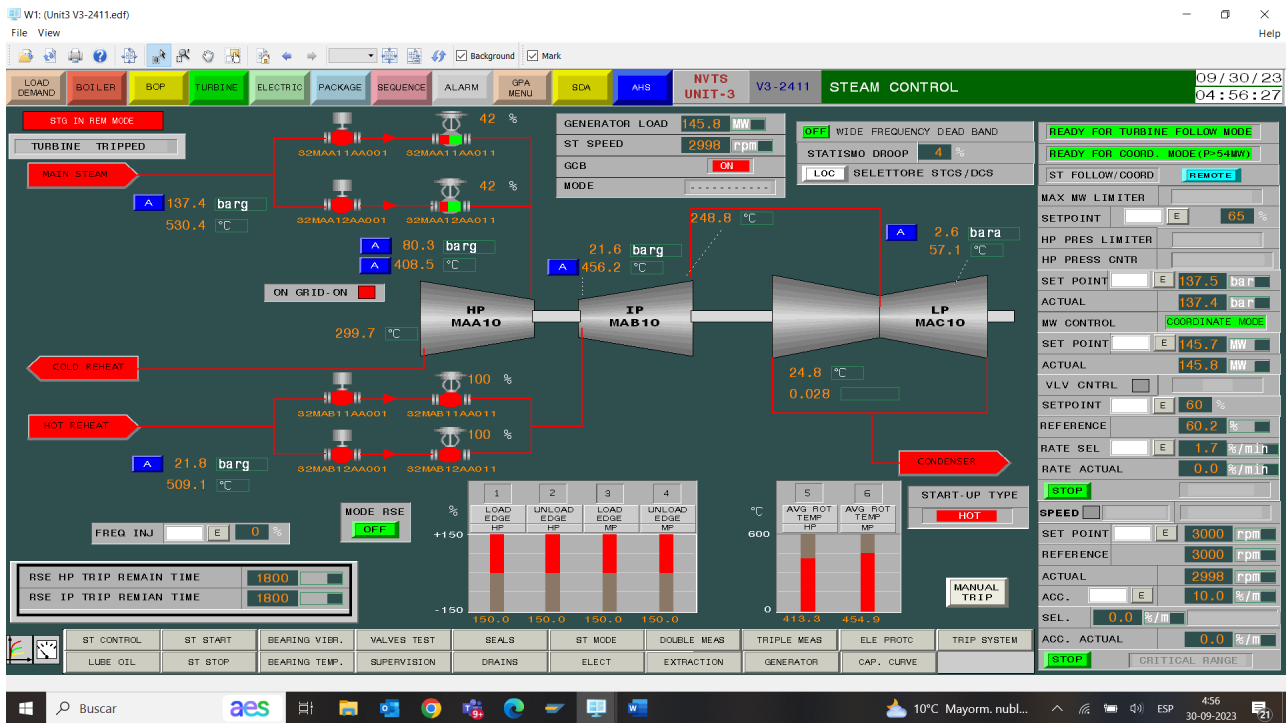 W1: (Unit3 V3-2411.edf)
File View Help
Background Mark
LOAD DEMAND BOILER BOP TURBINE ELECTRIC PACKAGE SEQUENCE ALARM GPA MENU SDA AHS NVTS UNIT-3 V3-2411 STEAM CONTROL 09/30/23
04:56:27
STG IN REM MODE
TURBINE TRIPPED
MAIN STEAM
42 %
32MAA11AA001 32MAA11AA011
42 %
32MAA12AA001 32MAA12AA011
A 137.4 barg
530.4 °C
A 80.3 barg
A 408.5 °C
ON GRID-ON
GENERATOR LOAD 145.8 MW
ST SPEED 2998 rpm
GCB ON
MODE -----------
OFF WIDE FREQUENCY DEAD BAND
STATISMO DROOP 4 %
LOC SELETTORE STCS/DCS
248.8 °C
21.6 barg
A 456.2 °C
A 2.6 bara
57.1 °C
HP
MAA10
IP
MAB10
LP
MAC10
299.7 °C
COLD REHEAT
24.8 °C
0.028
100 %
32MAB11AA001 32MAB11AA011
HOT REHEAT
100 %
32MAB12AA001 32MAB12AA011
A 21.8 barg
509.1 °C
CONDENSER
MODE RSE
OFF
FREQ INJ E 0 %
RSE HP TRIP REMAIN TIME 1800
RSE IP TRIP REMIAN TIME 1800
% 1 2 3 4
LOAD EDGE UNLOAD EDGE LOAD EDGE UNLOAD EDGE
HP HP MP MP
+150
-150
150.0 150.0 150.0 150.0
°C 5 6
AVG ROT TEMP AVG ROT TEMP
HP MP
600
0
413.3 454.9
START-UP TYPE
HOT
MANUAL TRIP
READY FOR TURBINE FOLLOW MODE
READY FOR COORD. MODE(P>54MW)
ST FOLLOW/COORD REMOTE
MAX MW LIMITER
SETPOINT E 65 %
HP PRES LIMITER
HP PRESS CNTR
SET POINT E 137.5 bar
ACTUAL 137.4 bar
MW CONTROL COORDINATE MODE
SET POINT E 145.7 MW
ACTUAL 145.8 MW
VLV CNTRL
SETPOINT E 60 %
REFERENCE 60.2 %
RATE SEL E 1.7 %/min
RATE ACTUAL 0.0 %/min
STOP
SPEED
SET POINT E 3000 rpm
REFERENCE 3000 rpm
ACTUAL 2998 rpm
ACC. E 10.0 %/m
SEL. 0.0 %/m
ACC. ACTUAL 0.0 %/m
STOP CRITICAL RANGE
ST CONTROL ST START BEARING VIBR. VALVES TEST SEALS ST MODE DOUBLE MEAS TRIPLE MEAS ELE PROTC TRIP SYSTEM
LUBE OIL ST STOP BEARING TEMP. SUPERVISION DRAINS ELECT EXTRACTION GENERATOR CAP. CURVE
Buscar aes 10°C Mayorm. nubl... ESP 4:56
30-09-2023 21